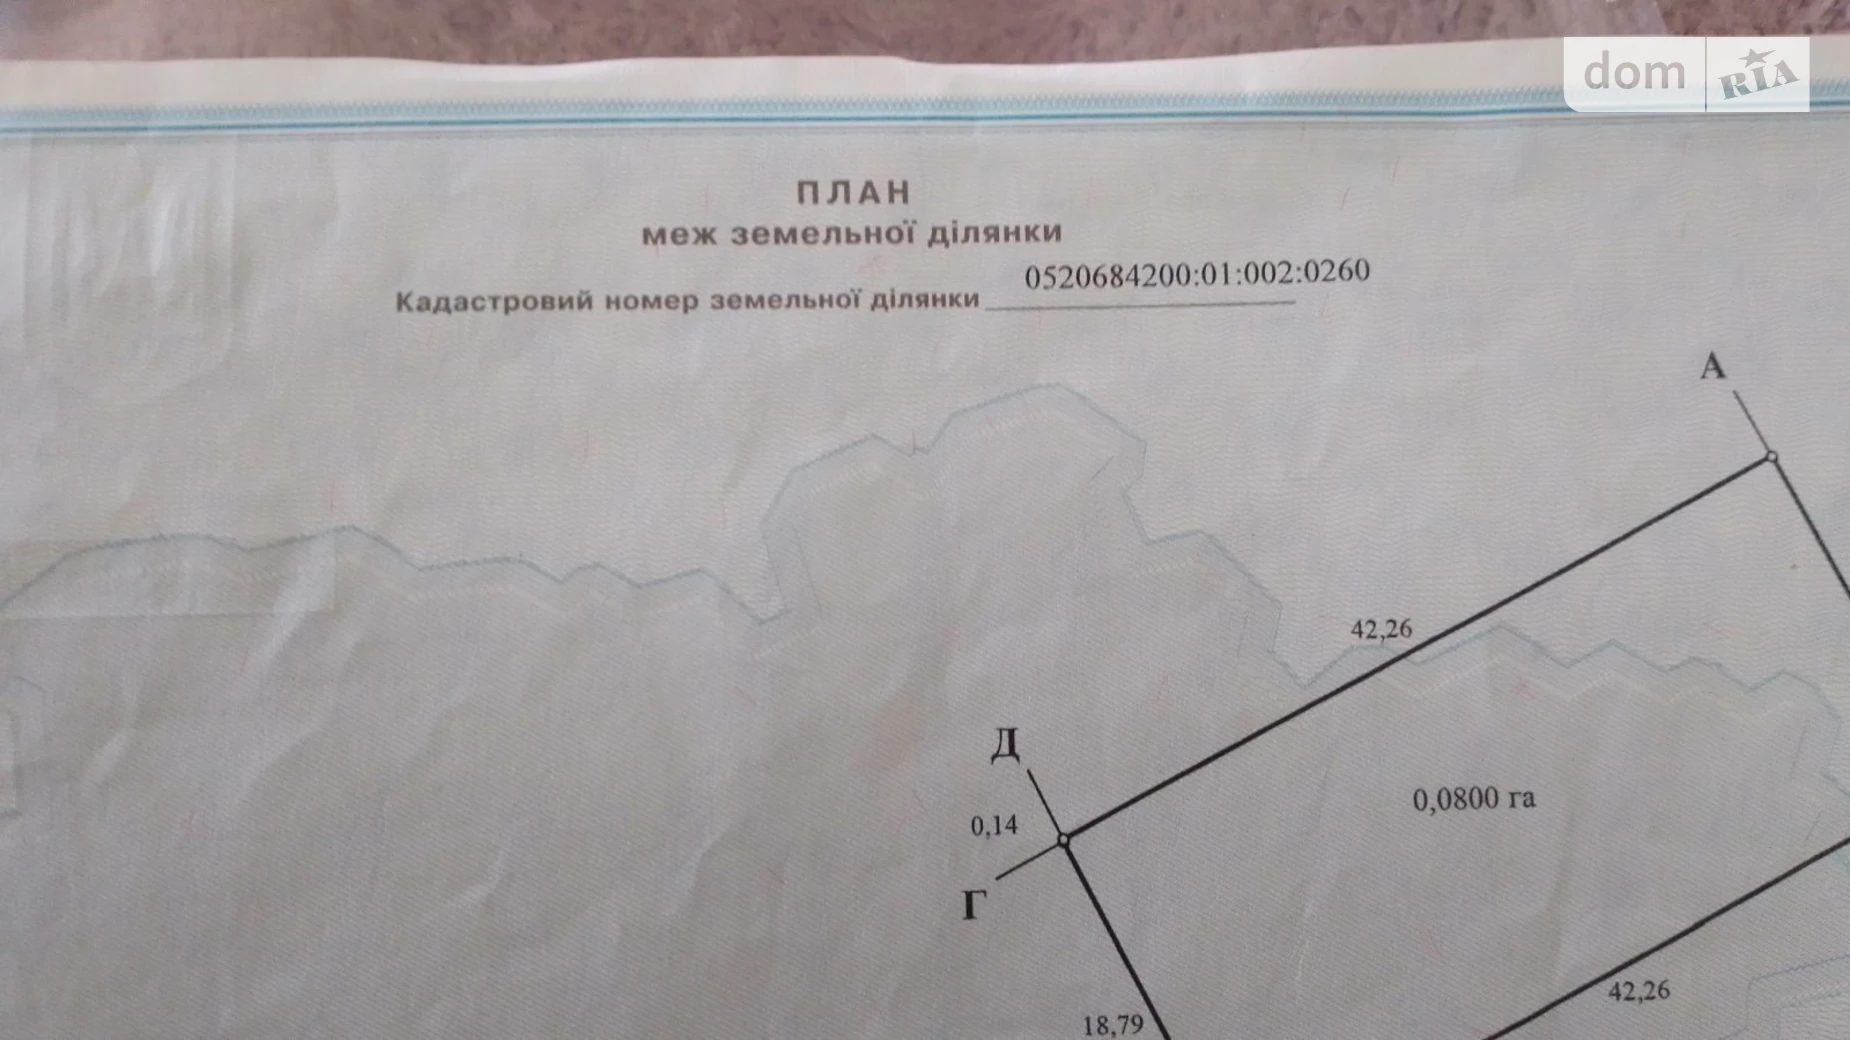 dom RIA
ПЛАН
меж земельної ділянки
Кадастровий номер земельної ділянки 0520684200:01:002:0260
А
42,26
Д
0,0800 га
0,14
Г
42,26
18,79